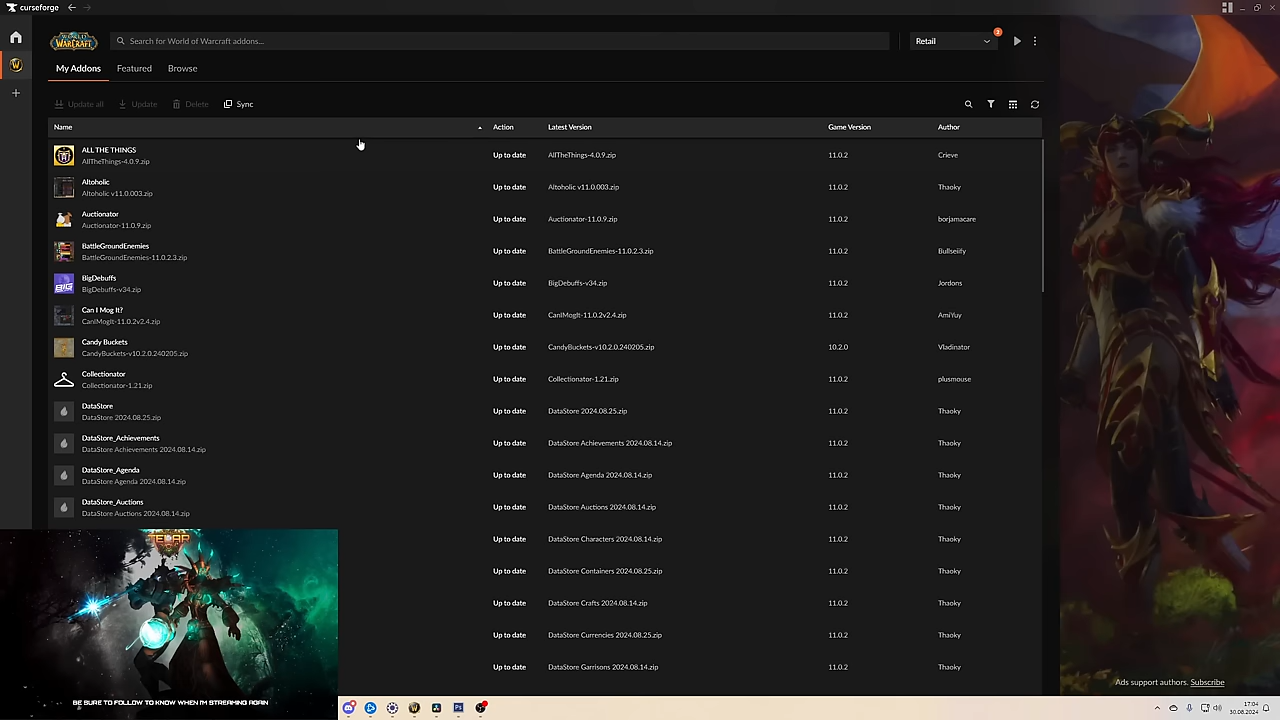 curseforge
WORLD
WARCRAFT
Search for World of Warcraft addons...
Retail
2
My Addons
Featured
Browse
Update all
Update
Delete
Sync
Name
Action
Latest Version
Game Version
Author
ALL THE THINGS
AllTheThings-4.0.9.zip
Up to date
AllTheThings-4.0.9.zip
11.0.2
Crieve
Altoholic
Altoholic v11.0.003.zip
Up to date
Altoholic v11.0.003.zip
11.0.2
Thaoky
Auctionator
Auctionator-11.0.9.zip
Up to date
Auctionator-11.0.9.zip
11.0.2
borjamacare
BattleGroundEnemies
BattleGroundEnemies-11.0.2.3.zip
Up to date
BattleGroundEnemies-11.0.2.3.zip
11.0.2
Bullseiify
BigDebuffs
BigDebuffs-v34.zip
Up to date
BigDebuffs-v34.zip
11.0.2
Jordons
Can I Mog It?
CanIMogIt-11.0.2v2.4.zip
Up to date
CanIMogIt-11.0.2v2.4.zip
11.0.2
AmiYuy
Candy Buckets
CandyBuckets-v10.2.0.240205.zip
Up to date
CandyBuckets-v10.2.0.240205.zip
10.2.0
Vladinator
Collectionator
Collectionator-1.21.zip
Up to date
Collectionator-1.21.zip
11.0.2
plusmouse
DataStore
DataStore 2024.08.25.zip
Up to date
DataStore 2024.08.25.zip
11.0.2
Thaoky
DataStore_Achievements
DataStore Achievements 2024.08.14.zip
Up to date
DataStore Achievements 2024.08.14.zip
11.0.2
Thaoky
DataStore_Agenda
DataStore Agenda 2024.08.14.zip
Up to date
DataStore Agenda 2024.08.14.zip
11.0.2
Thaoky
DataStore_Auctions
DataStore Auctions 2024.08.14.zip
Up to date
DataStore Auctions 2024.08.14.zip
11.0.2
Thaoky
Up to date
DataStore Characters 2024.08.14.zip
11.0.2
Thaoky
Up to date
DataStore Containers 2024.08.25.zip
11.0.2
Thaoky
Up to date
DataStore Crafts 2024.08.14.zip
11.0.2
Thaoky
Up to date
DataStore Currencies 2024.08.25.zip
11.0.2
Thaoky
Up to date
DataStore Garrisons 2024.08.14.zip
11.0.2
Thaoky
BE SURE TO FOLLOW TO KNOW WHEN I'M STREAMING AGAIN
Ads support authors. Subscribe
17:04
30.08.2024